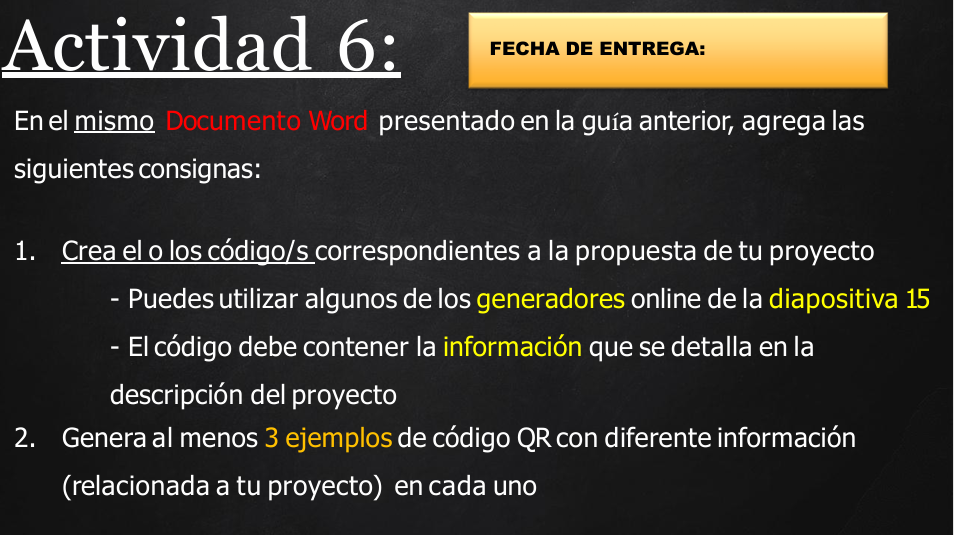 Actividad 6:
FECHA DE ENTREGA:
En el mismo Documento Word presentado en la guía anterior, agrega las
siguientes consignas:
1. Crea el o los código/s correspondientes a la propuesta de tu proyecto
- Puedes utilizar algunos de los generadores online de la diapositiva 15
- El código debe contener la información que se detalla en la
descripción del proyecto
2. Genera al menos 3 ejemplos de código QR con diferente información
(relacionada a tu proyecto) en cada uno